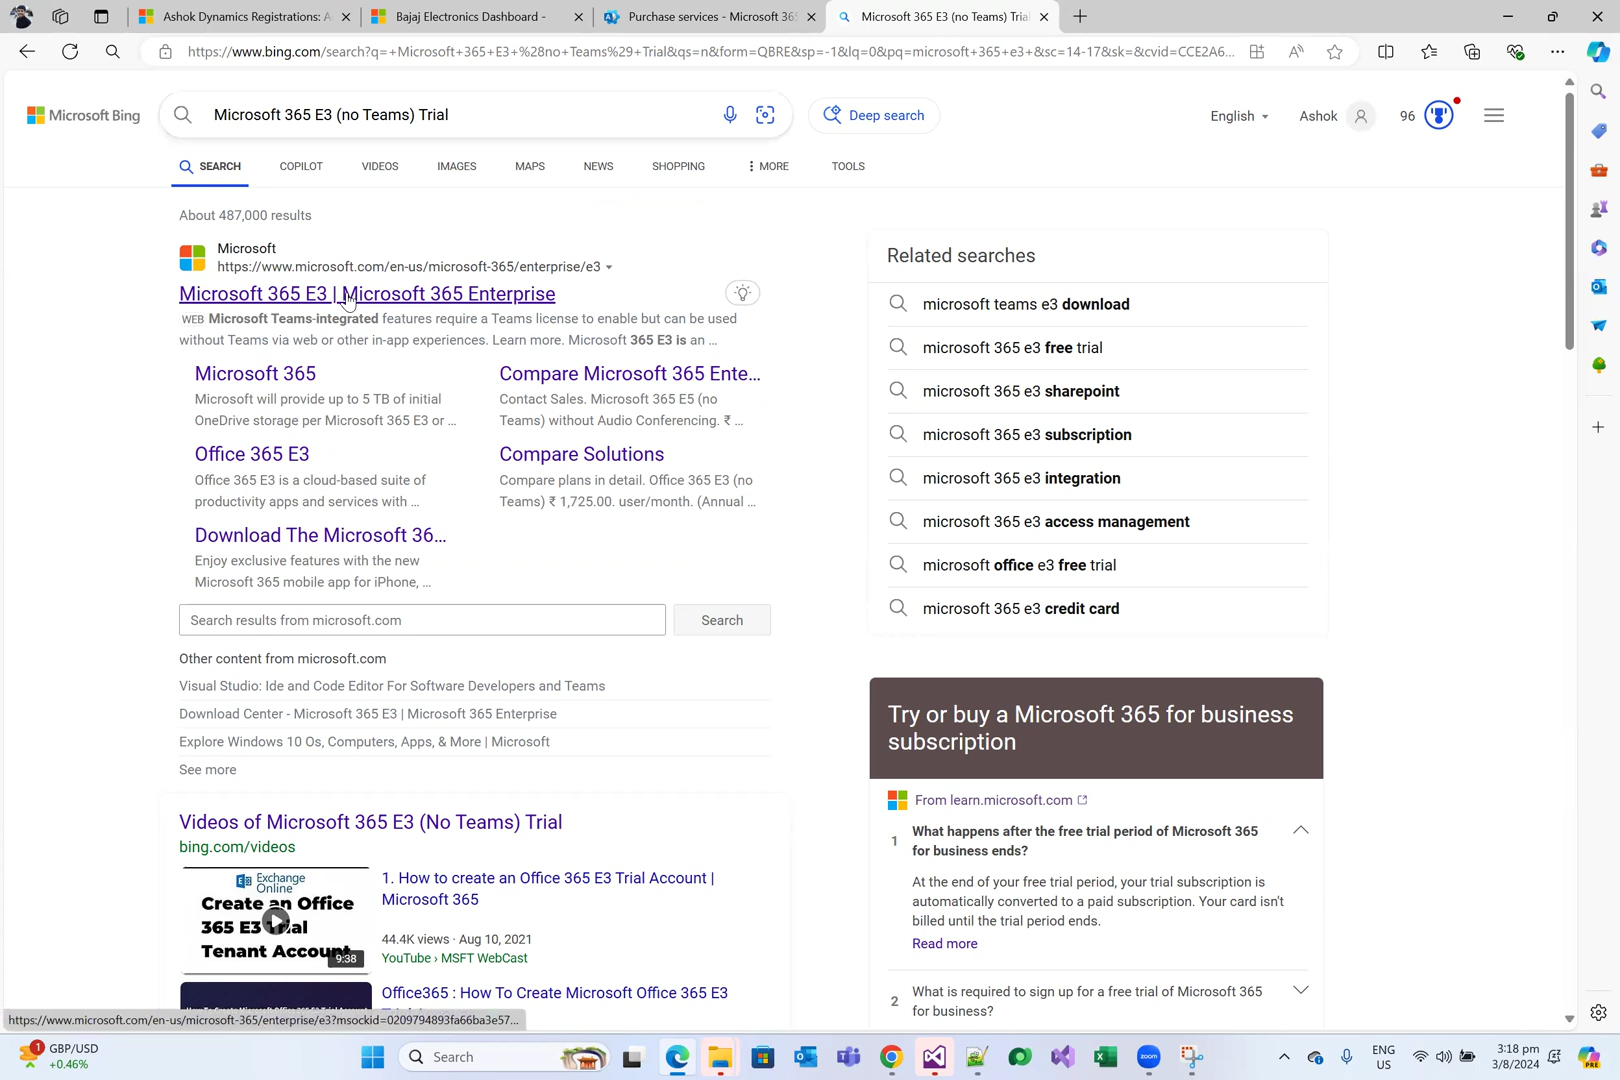 Ashok Dynamics Registrations: A
Bajaj Electronics Dashboard -
Purchase services - Microsoft 365
Microsoft 365 E3 (no Teams) Tria
https://www.bing.com/search?q=+Microsoft+365+E3+%28no+Teams%29+Trial&qs=n&form=QBRE&sp=-1&lq=0&pq=microsoft+365+e3+&sc=14-17&sk=&cvid=CCE2A6...
Microsoft Bing
Microsoft 365 E3 (no Teams) Trial
Deep search
English
Ashok
96
SEARCH
COPILOT
VIDEOS
IMAGES
MAPS
NEWS
SHOPPING
MORE
TOOLS
About 487,000 results
Microsoft
https://www.microsoft.com/en-us/microsoft-365/enterprise/e3
Microsoft 365 E3 | Microsoft 365 Enterprise
WEB Microsoft Teams-integrated features require a Teams license to enable but can be used
without Teams via web or other in-app experiences. Learn more. Microsoft 365 E3 is an ...
Microsoft 365
Microsoft will provide up to 5 TB of initial
OneDrive storage per Microsoft 365 E3 or ...
Compare Microsoft 365 Ente...
Contact Sales. Microsoft 365 E5 (no
Teams) without Audio Conferencing. ₹ ...
Office 365 E3
Office 365 E3 is a cloud-based suite of
productivity apps and services with ...
Compare Solutions
Compare plans in detail. Office 365 E3 (no
Teams) ₹ 1,725.00. user/month. (Annual ...
Download The Microsoft 36...
Enjoy exclusive features with the new
Microsoft 365 mobile app for iPhone, ...
Search results from microsoft.com
Search
Other content from microsoft.com
Visual Studio: Ide and Code Editor For Software Developers and Teams
Download Center - Microsoft 365 E3 | Microsoft 365 Enterprise
Explore Windows 10 Os, Computers, Apps, & More | Microsoft
See more
Videos of Microsoft 365 E3 (No Teams) Trial
bing.com/videos
Exchange
Online
Create an Office
365 E3 Trial
Tenant Account
9:38
1. How to create an Office 365 E3 Trial Account |
Microsoft 365
44.4K views · Aug 10, 2021
YouTube › MSFT WebCast
Office365 : How To Create Microsoft Office 365 E3
Related searches
microsoft teams e3 download
microsoft 365 e3 free trial
microsoft 365 e3 sharepoint
microsoft 365 e3 subscription
microsoft 365 e3 integration
microsoft 365 e3 access management
microsoft office e3 free trial
microsoft 365 e3 credit card
Try or buy a Microsoft 365 for business
subscription
From learn.microsoft.com
1
What happens after the free trial period of Microsoft 365
for business ends?
At the end of your free trial period, your trial subscription is
automatically converted to a paid subscription. Your card isn't
billed until the trial period ends.
Read more
2
What is required to sign up for a free trial of Microsoft 365
for business?
https://www.microsoft.com/en-us/microsoft-365/enterprise/e3?msockid=0209794893fa66ba3e57...
1
GBP/USD
+0.46%
Search
zoom
ENG
US
3:18 pm
3/8/2024
PRE